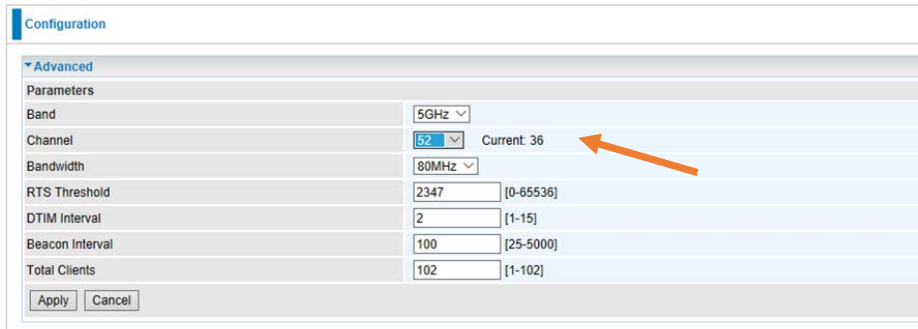 Configuration
Advanced
Parameters
Band 5GHz
Channel 52 Current: 36
Bandwidth 80MHz
RTS Threshold 2347 [0-65536]
DTIM Interval 2 [1-15]
Beacon Interval 100 [25-5000]
Total Clients 102 [1-102]
Apply Cancel